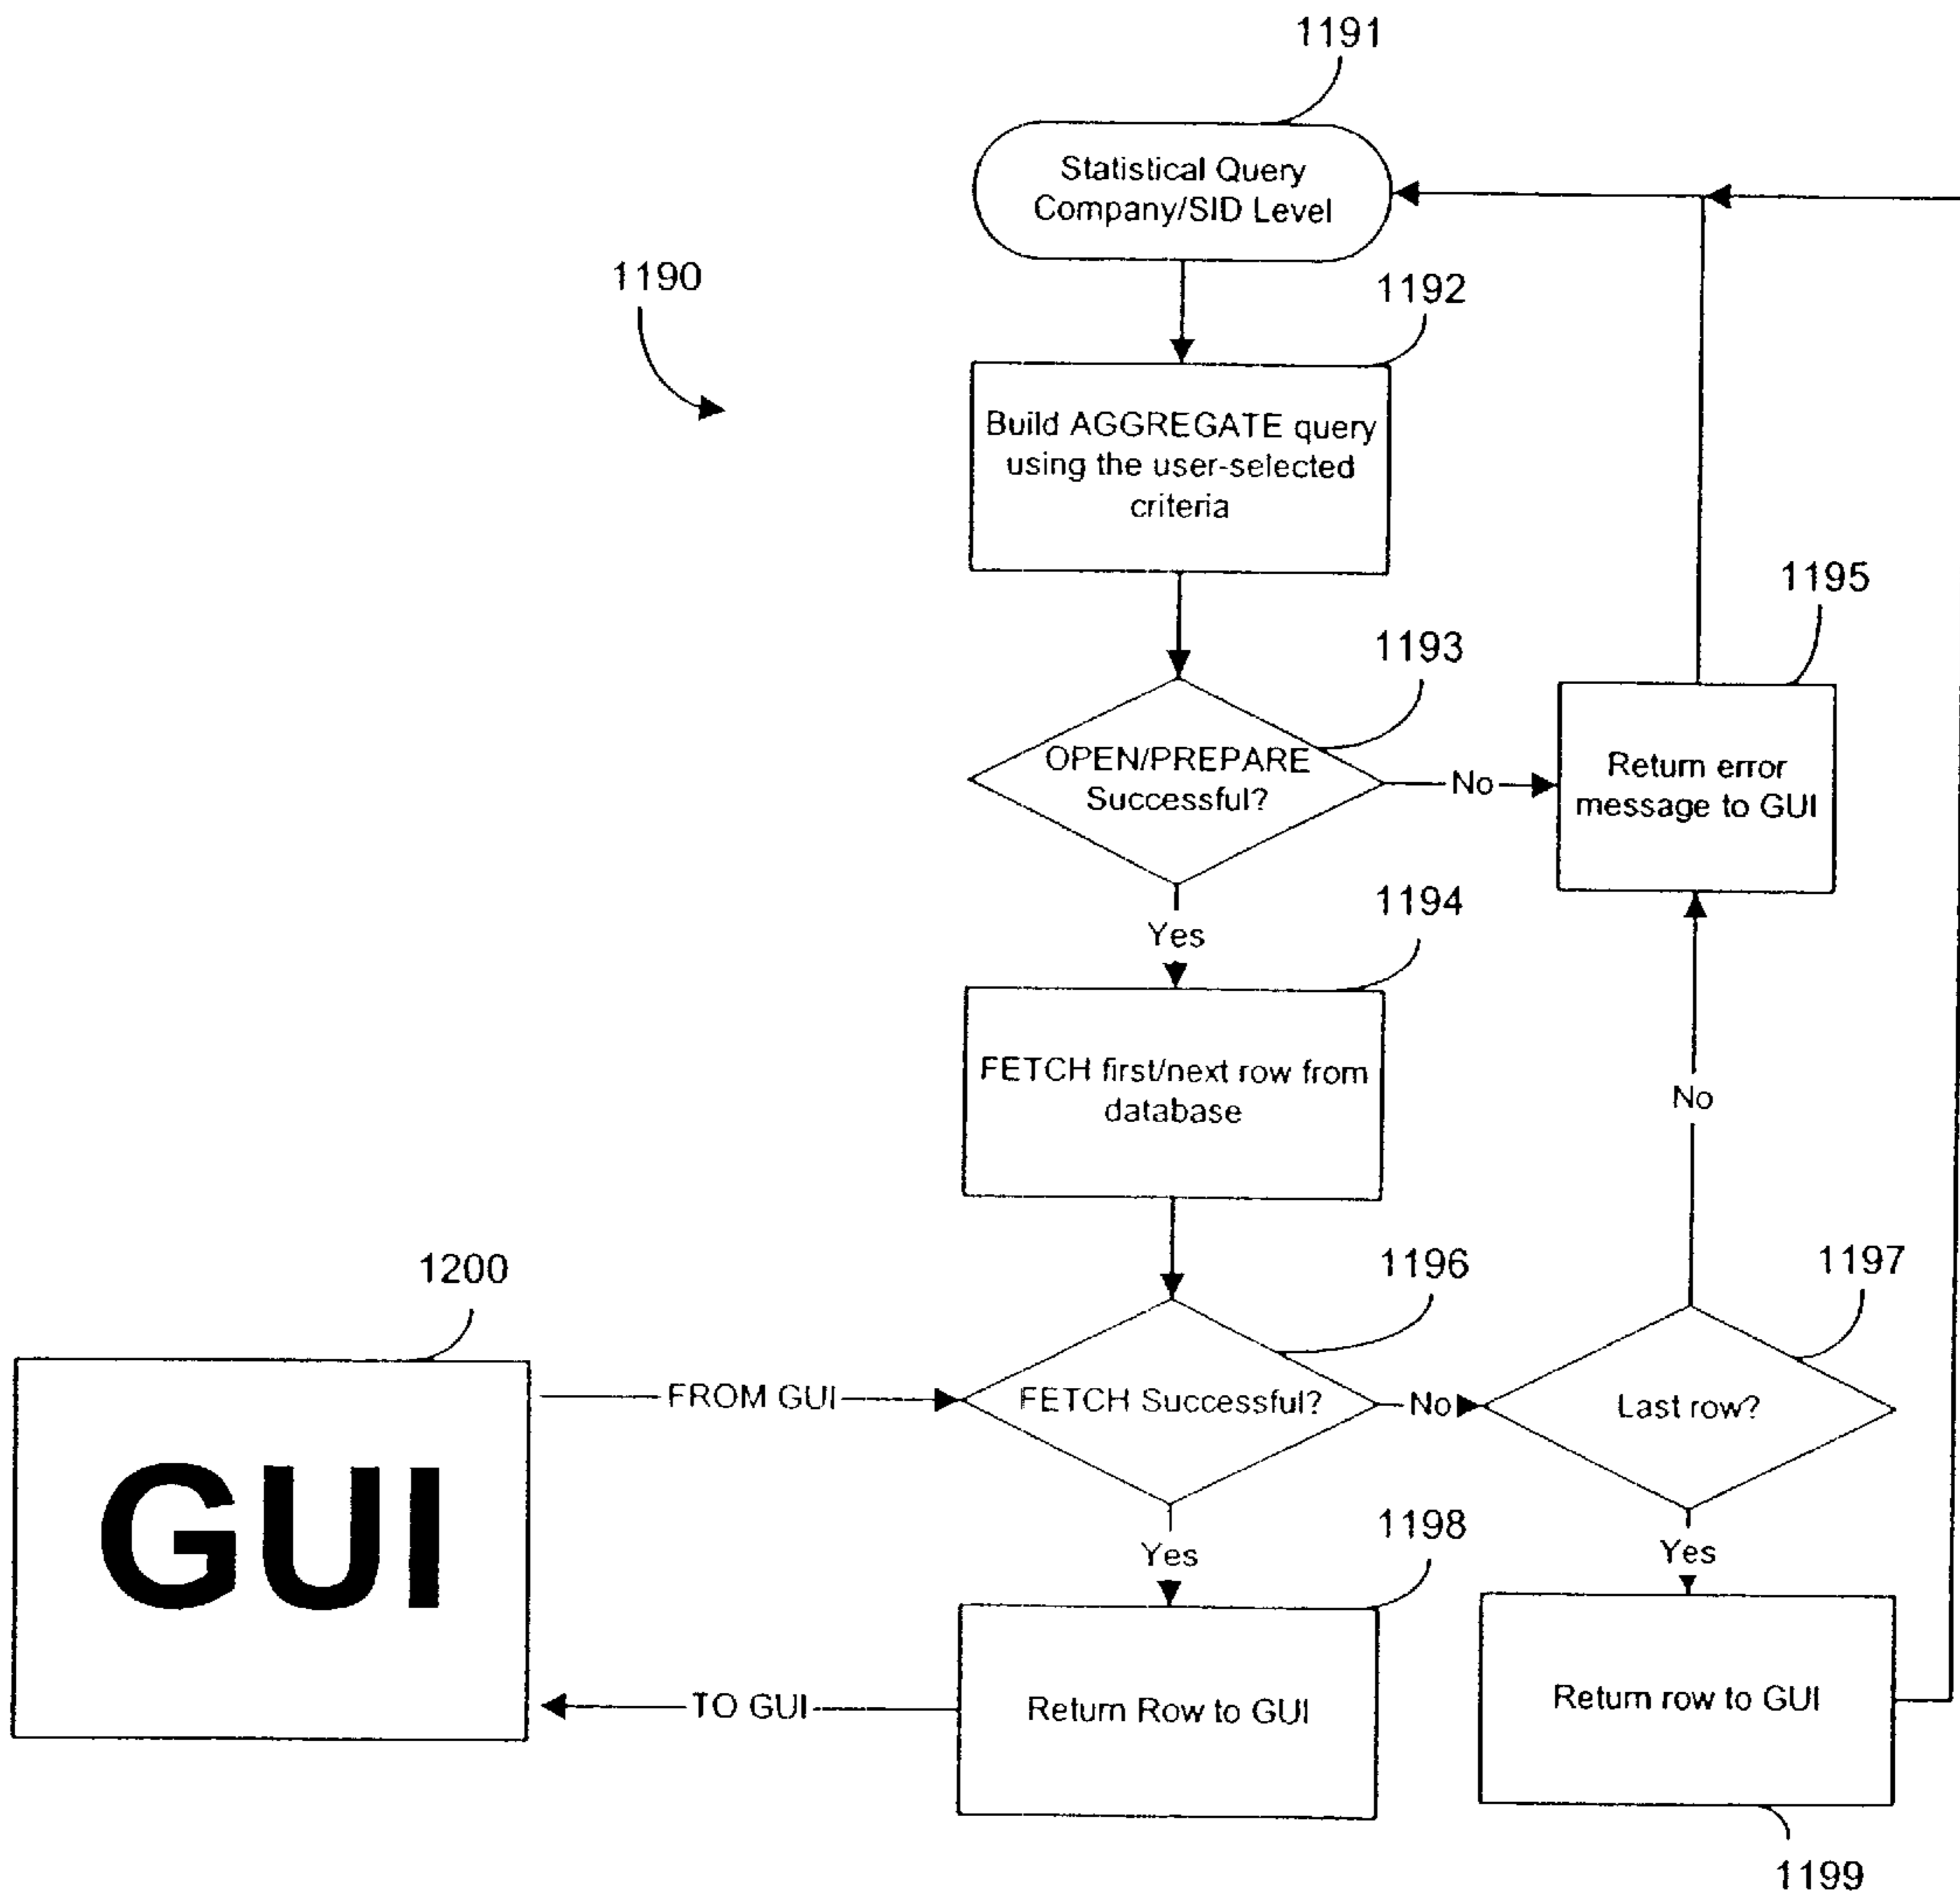 1191
Statistical Query
Company/SID Level
1190
1192
Build AGGREGATE query
using the user-selected
criteria
1195
1193
OPEN/PREPARE
Successful?
No
Return error
message to GUI
1194
Yes
FETCH first/next row from
database
No
1200
1196
1197
FROM GUI
FETCH Successful?
No
Last row?
GUI
1198
Yes
Yes
TO GUI
Return Row to GUI
Return row to GUI
1199